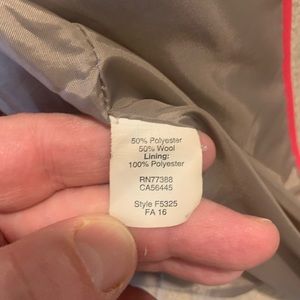 50% Polyester
50% Wool
Lining:
100% Polyester
RN77388
CA56445
Style F5325
FA 16